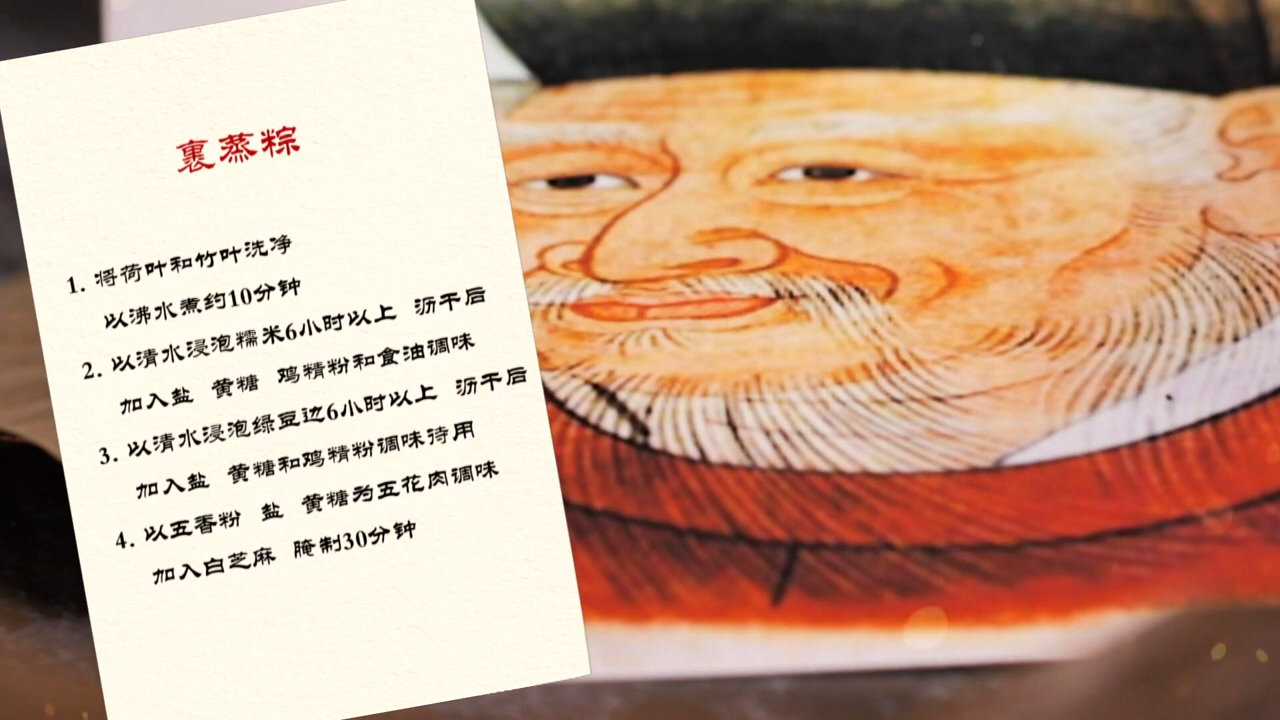 裹蒸粽
1. 将荷叶和竹叶洗净
以沸水煮约10分钟
2. 以清水浸泡糯米6小时以上 沥干后
加入盐 黄糖 鸡精粉和食油调味
3. 以清水浸泡绿豆边6小时以上 沥干后
加入盐 黄糖和鸡精粉调味待用
4. 以五香粉 盐 黄糖为五花肉调味
加入白芝麻 腌制30分钟